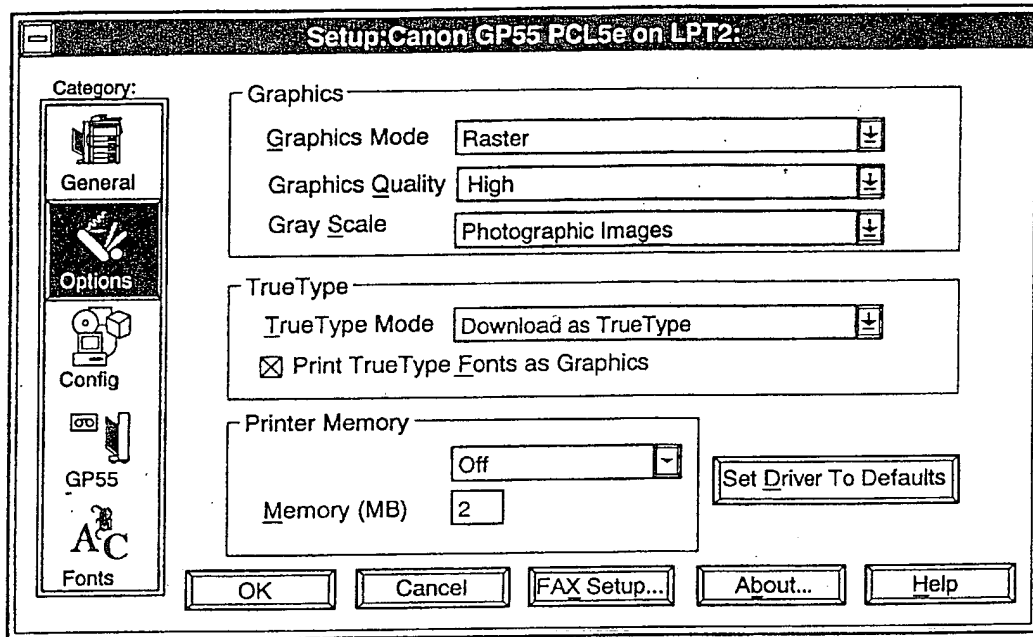 Setup:Canon GP55 PCL5e on LPT2:
Category:
General
Options
Config
GP55
AC
Fonts
Graphics
Graphics Mode Raster
Graphics Quality High
Gray Scale Photographic Images
TrueType
TrueType Mode Download as TrueType
Print TrueType Fonts as Graphics
Printer Memory
Off
Memory (MB) 2
Set Driver To Defaults
OK Cancel FAX Setup... About... Help